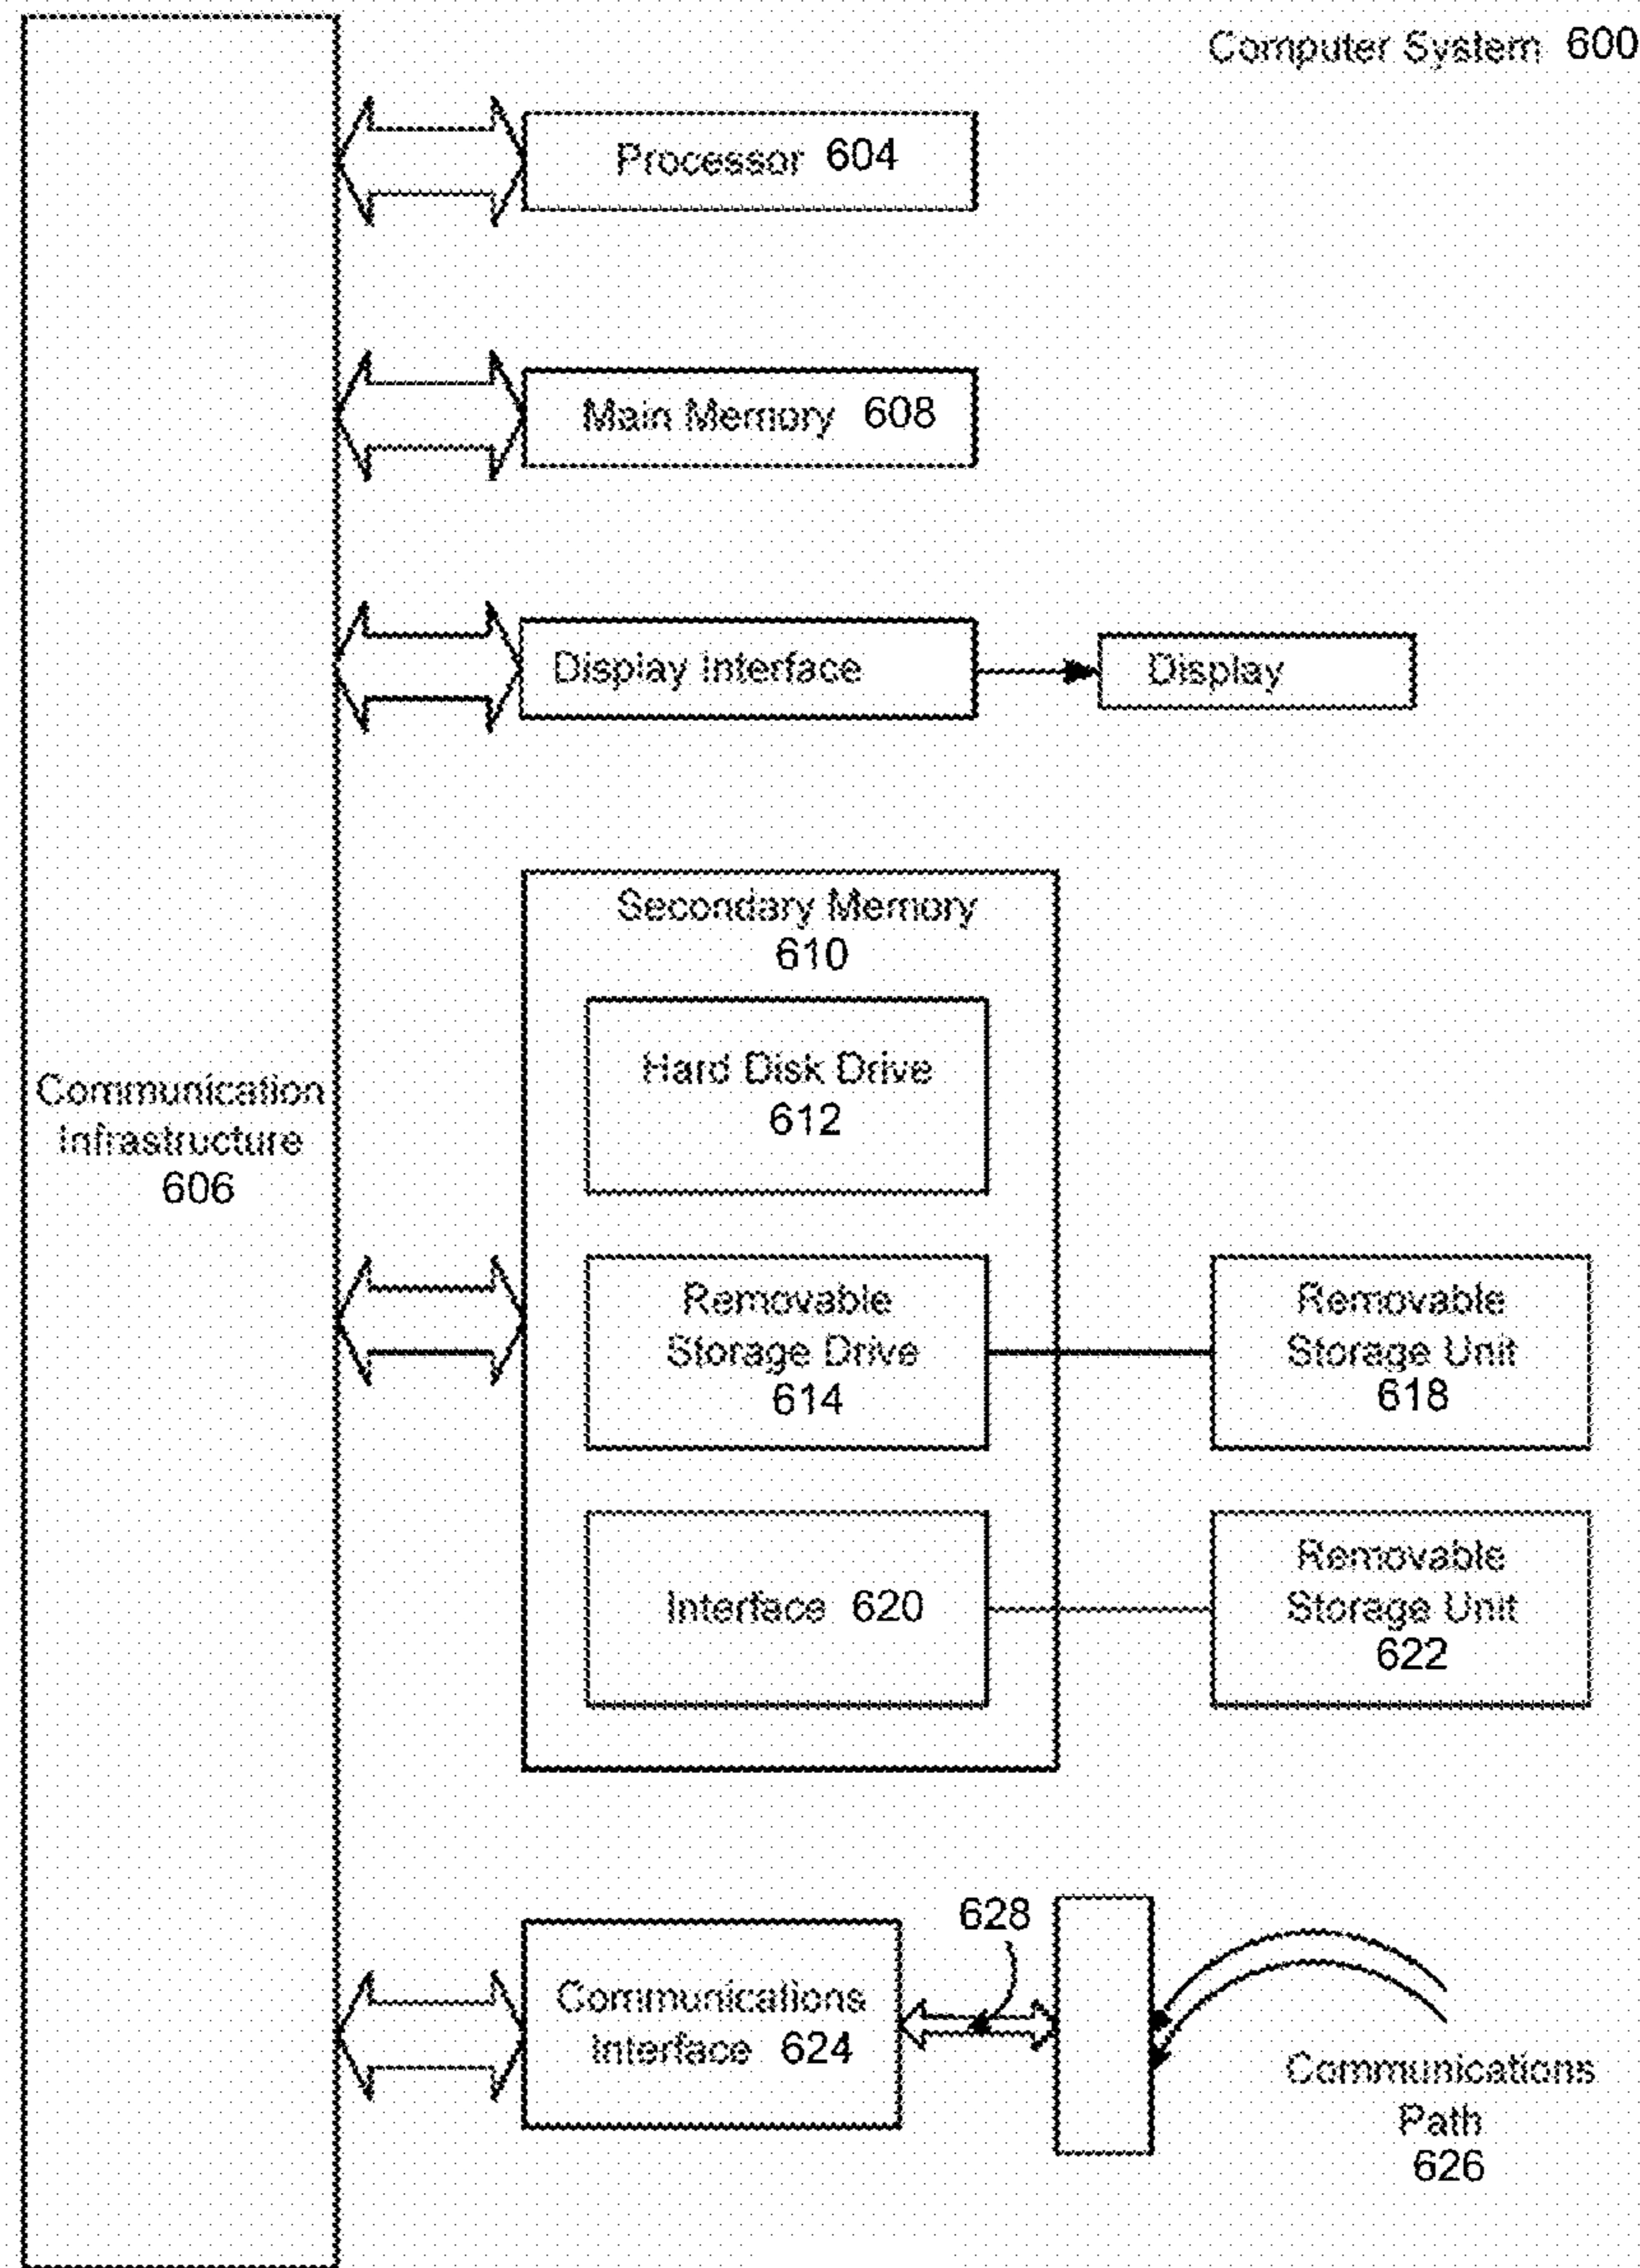 Computer System 600
Processor 604
Main Memory 608
Display Interface
Display
Secondary Memory
610
Hard Disk Drive
612
Communication
Infrastructure
606
Removable
Storage Drive
614
Removable
Storage Unit
618
Interface 620
Removable
Storage Unit
622
628
Communications
Interface 624
Communications
Path
626